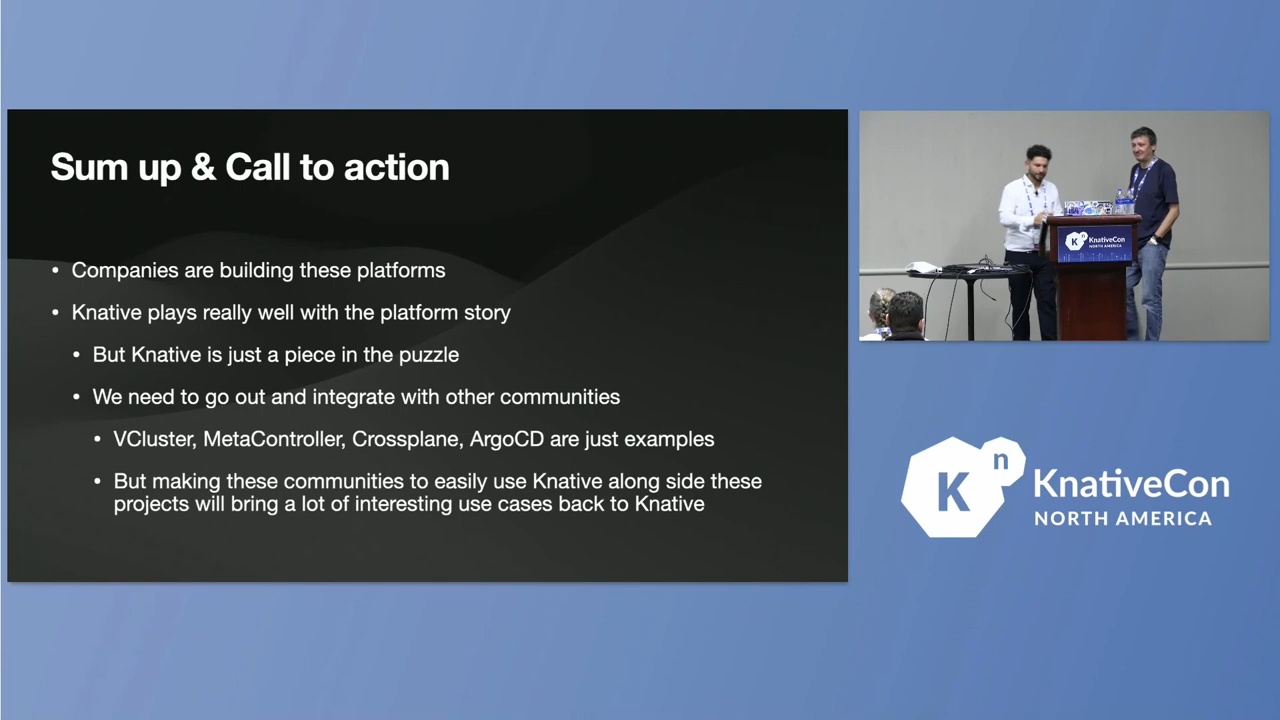 Sum up & Call to action
• Companies are building these platforms
• Knative plays really well with the platform story
• But Knative is just a piece in the puzzle
• We need to go out and integrate with other communities
• VCluster, MetaController, Crossplane, ArgoCD are just examples
• But making these communities to easily use Knative along side these
projects will bring a lot of interesting use cases back to Knative
K n KnativeCon
NORTH AMERICA
K n KnativeCon
NORTH AMERICA